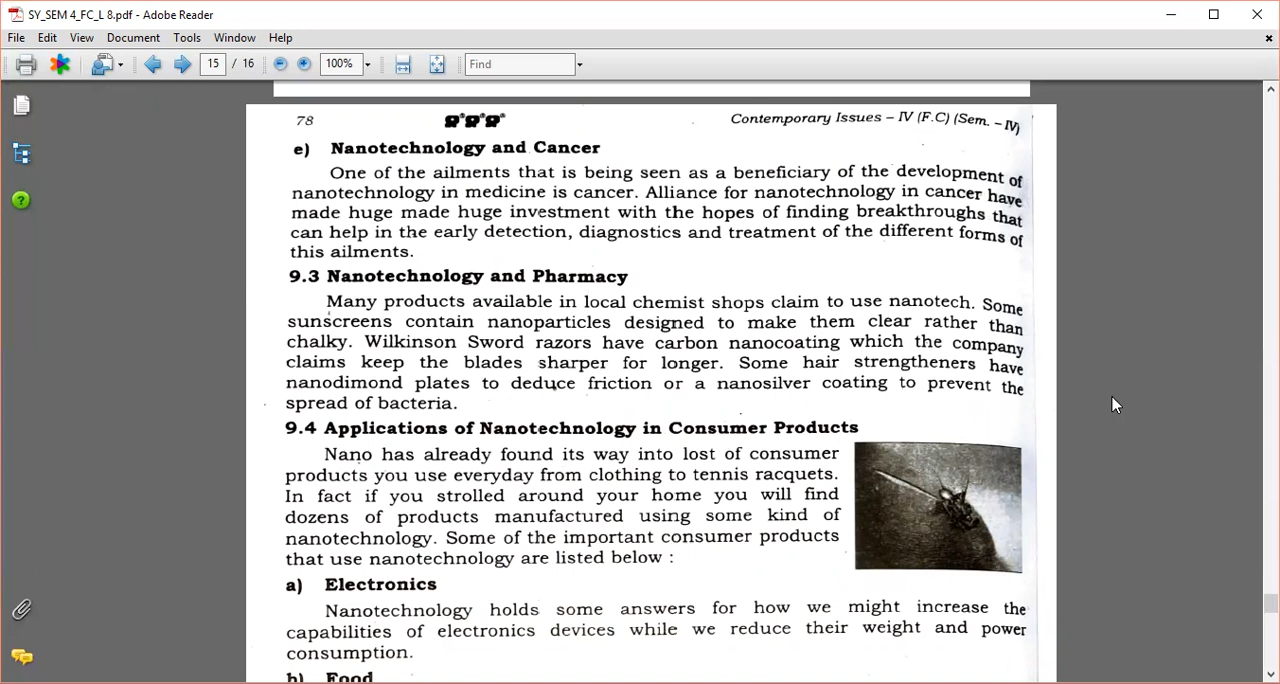 SY_SEM 4_FC_L 8.pdf - Adobe Reader
File Edit View Document Tools Window Help
15 / 16 100% Find
78 Contemporary Issues – IV (F.C) (Sem. – IV)
e) Nanotechnology and Cancer
One of the ailments that is being seen as a beneficiary of the development of
nanotechnology in medicine is cancer. Alliance for nanotechnology in cancer have
made huge made huge investment with the hopes of finding breakthroughs that
can help in the early detection, diagnostics and treatment of the different forms of
this ailments.
9.3 Nanotechnology and Pharmacy
Many products available in local chemist shops claim to use nanotech. Some
sunscreens contain nanoparticles designed to make them clear rather than
chalky. Wilkinson Sword razors have carbon nanocoating which the company
claims keep the blades sharper for longer. Some hair strengtheners have
nanodimond plates to deduce friction or a nanosilver coating to prevent the
spread of bacteria.
9.4 Applications of Nanotechnology in Consumer Products
Nano has already found its way into lost of consumer
products you use everyday from clothing to tennis racquets.
In fact if you strolled around your home you will find
dozens of products manufactured using some kind of
nanotechnology. Some of the important consumer products
that use nanotechnology are listed below :
a) Electronics
Nanotechnology holds some answers for how we might increase the
capabilities of electronics devices while we reduce their weight and power
consumption.
b) Food